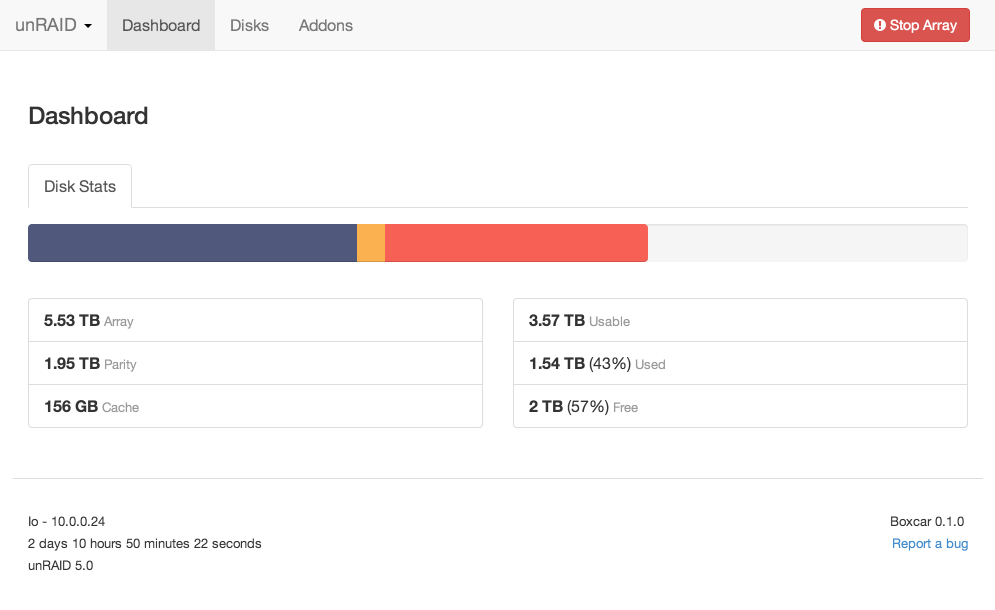 unRAID Dashboard Disks Addons Stop Array
Dashboard
Disk Stats
5.53 TB Array
1.95 TB Parity
156 GB Cache
3.57 TB Usable
1.54 TB (43%) Used
2 TB (57%) Free
Io - 10.0.0.24
2 days 10 hours 50 minutes 22 seconds
unRAID 5.0
Boxcar 0.1.0
Report a bug